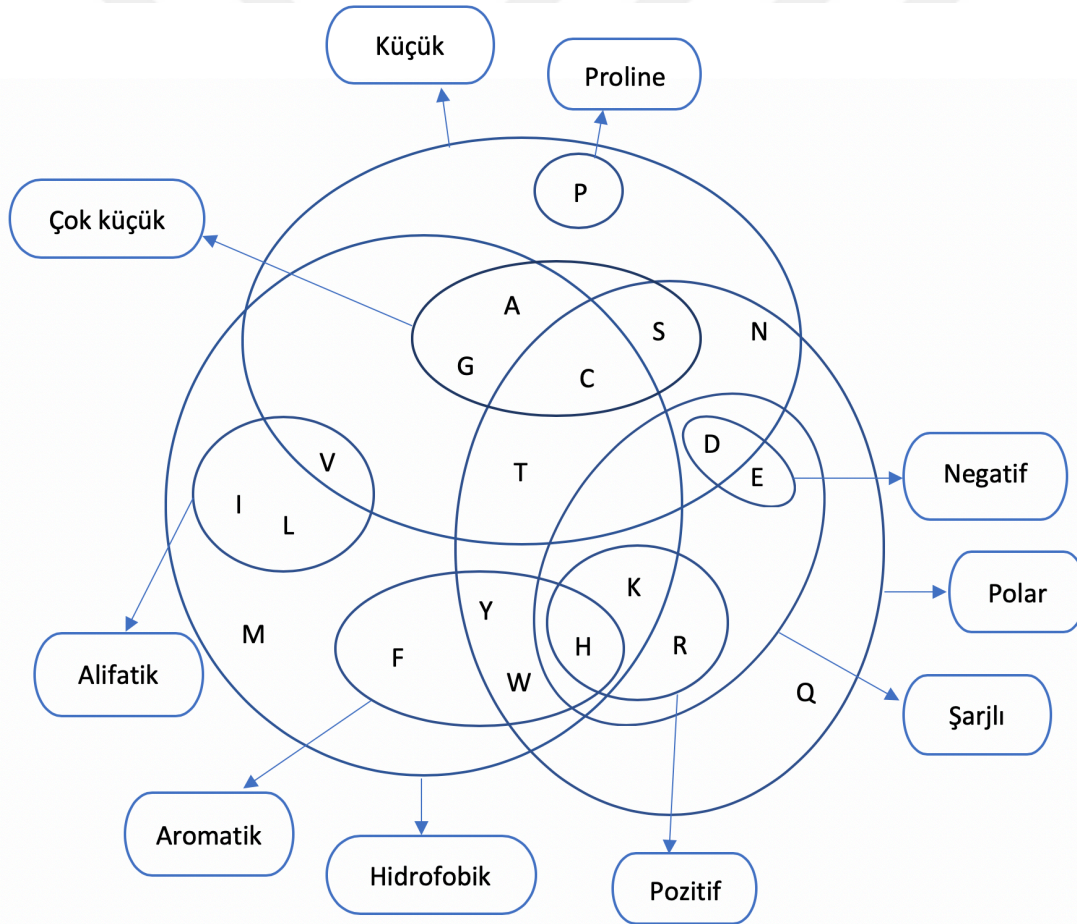 Küçük
Proline
P
Çok küçük
A
S
N
G
C
D
V
T
E
Negatif
I
L
K
Polar
Y
M
F
H
R
Alifatik
W
Q
Şarjlı
Aromatik
Hidrofobik
Pozitif